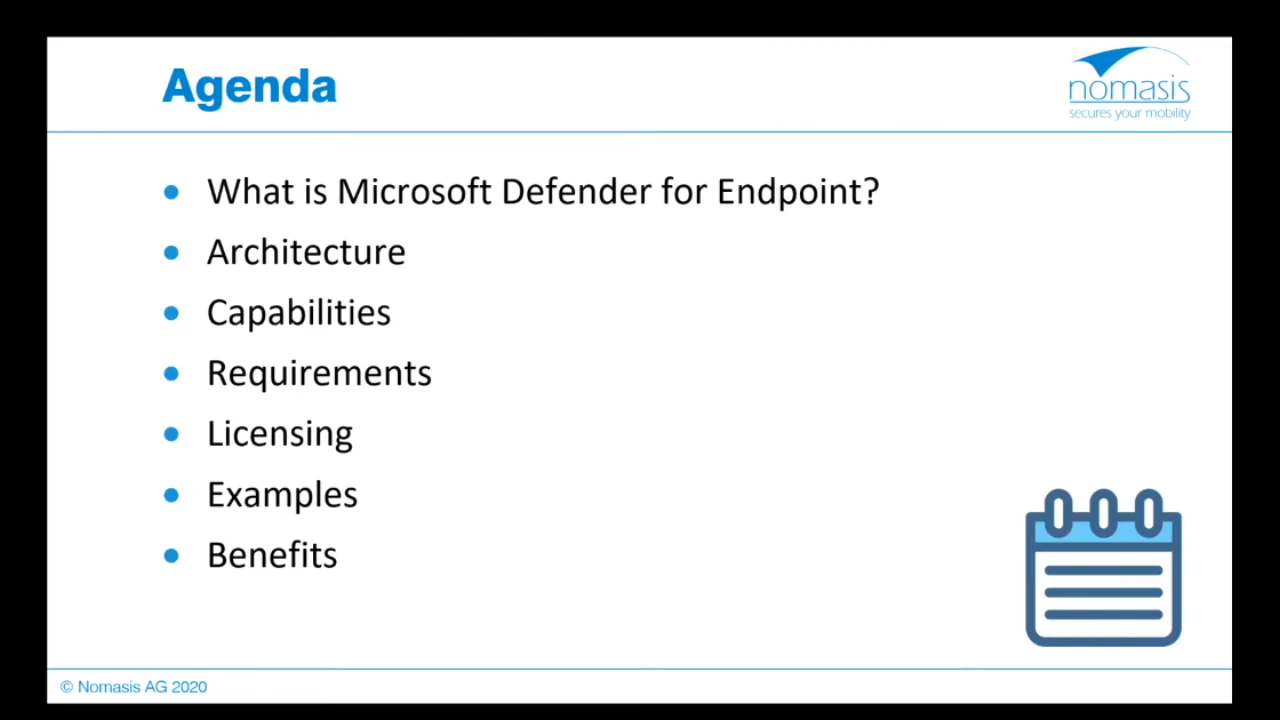 Agenda
nomasis
secures your mobility
What is Microsoft Defender for Endpoint?
Architecture
Capabilities
Requirements
Licensing
Examples
Benefits
© Nomasis AG 2020